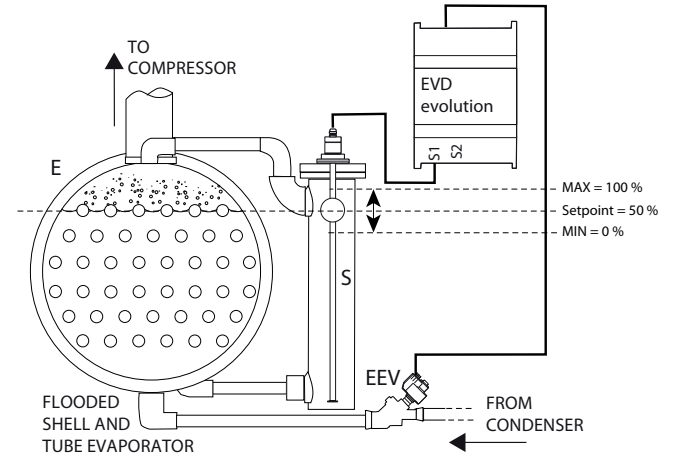 TO
COMPRESSOR
E
EVD
evolution
S1
S2
MAX = 100 %
Setpoint = 50 %
MIN = 0 %
S
EEV
FLOODED
SHELL AND
TUBE EVAPORATOR
FROM
CONDENSER